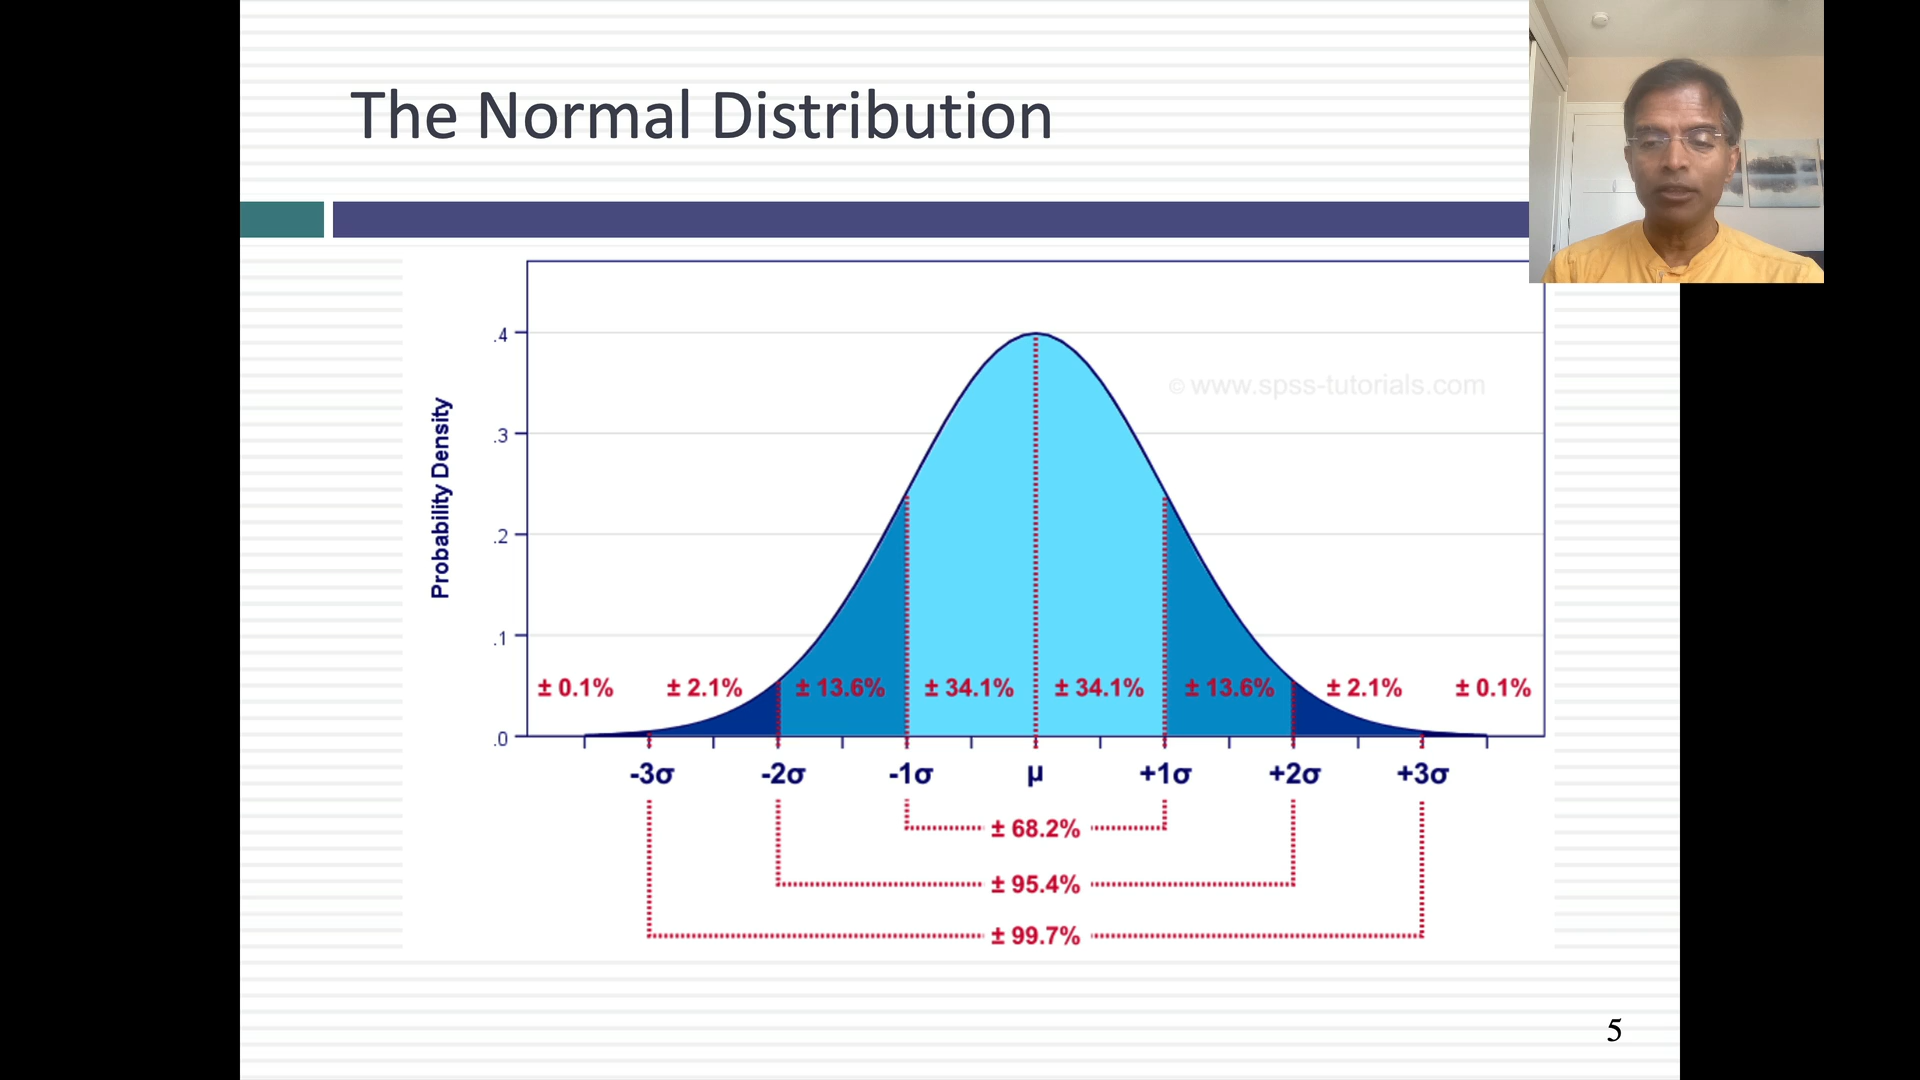 The Normal Distribution
© www.spss-tutorials.com
Probability Density
.4
.3
.2
.1
.0
± 0.1% ± 2.1% ± 13.6% ± 34.1% ± 34.1% ± 13.6% ± 2.1% ± 0.1%
-3σ -2σ -1σ μ +1σ +2σ +3σ
± 68.2%
± 95.4%
± 99.7%
5